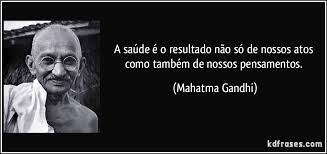 A saúde é o resultado não só de nossos atos
como também de nossos pensamentos.
(Mahatma Gandhi)
kdfrases.com